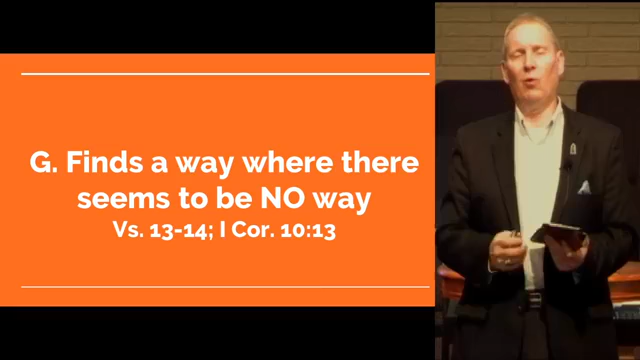 G. Finds a way where there
seems to be NO way
Vs. 13-14; I Cor. 10:13